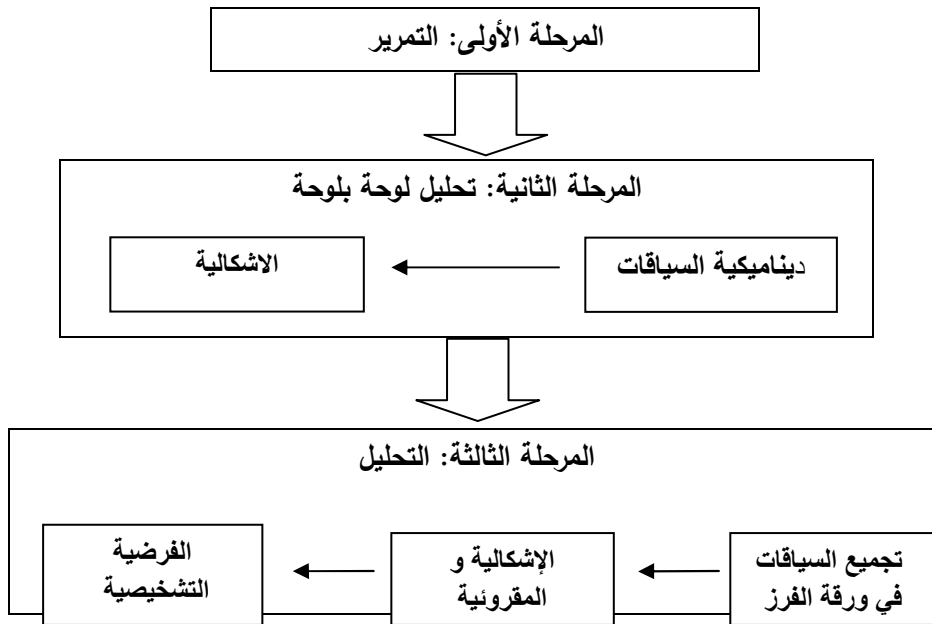 المرحلة الأولى: التمرير
المرحلة الثانية: تحليل لوحة بلوحة
ديناميكية السياقات
الاشكالية
المرحلة الثالثة: التحليل
تجميع السياقات
في ورقة الفرز
الإشكالية و
المقروئية
الفرضية
التشخيصية